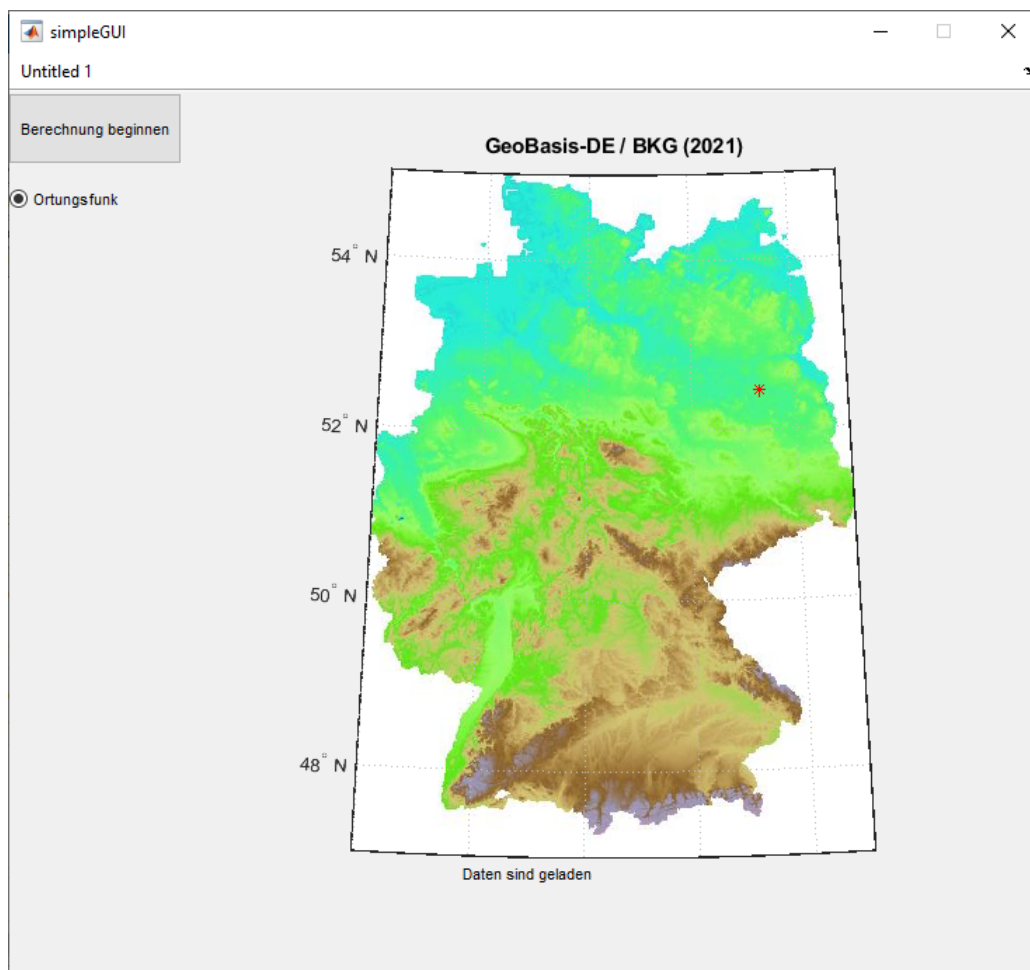 simpleGUI
Untitled 1
Berechnung beginnen
Ortungsfunk
GeoBasis-DE / BKG (2021)
54° N
52° N
50° N
48° N
Daten sind geladen